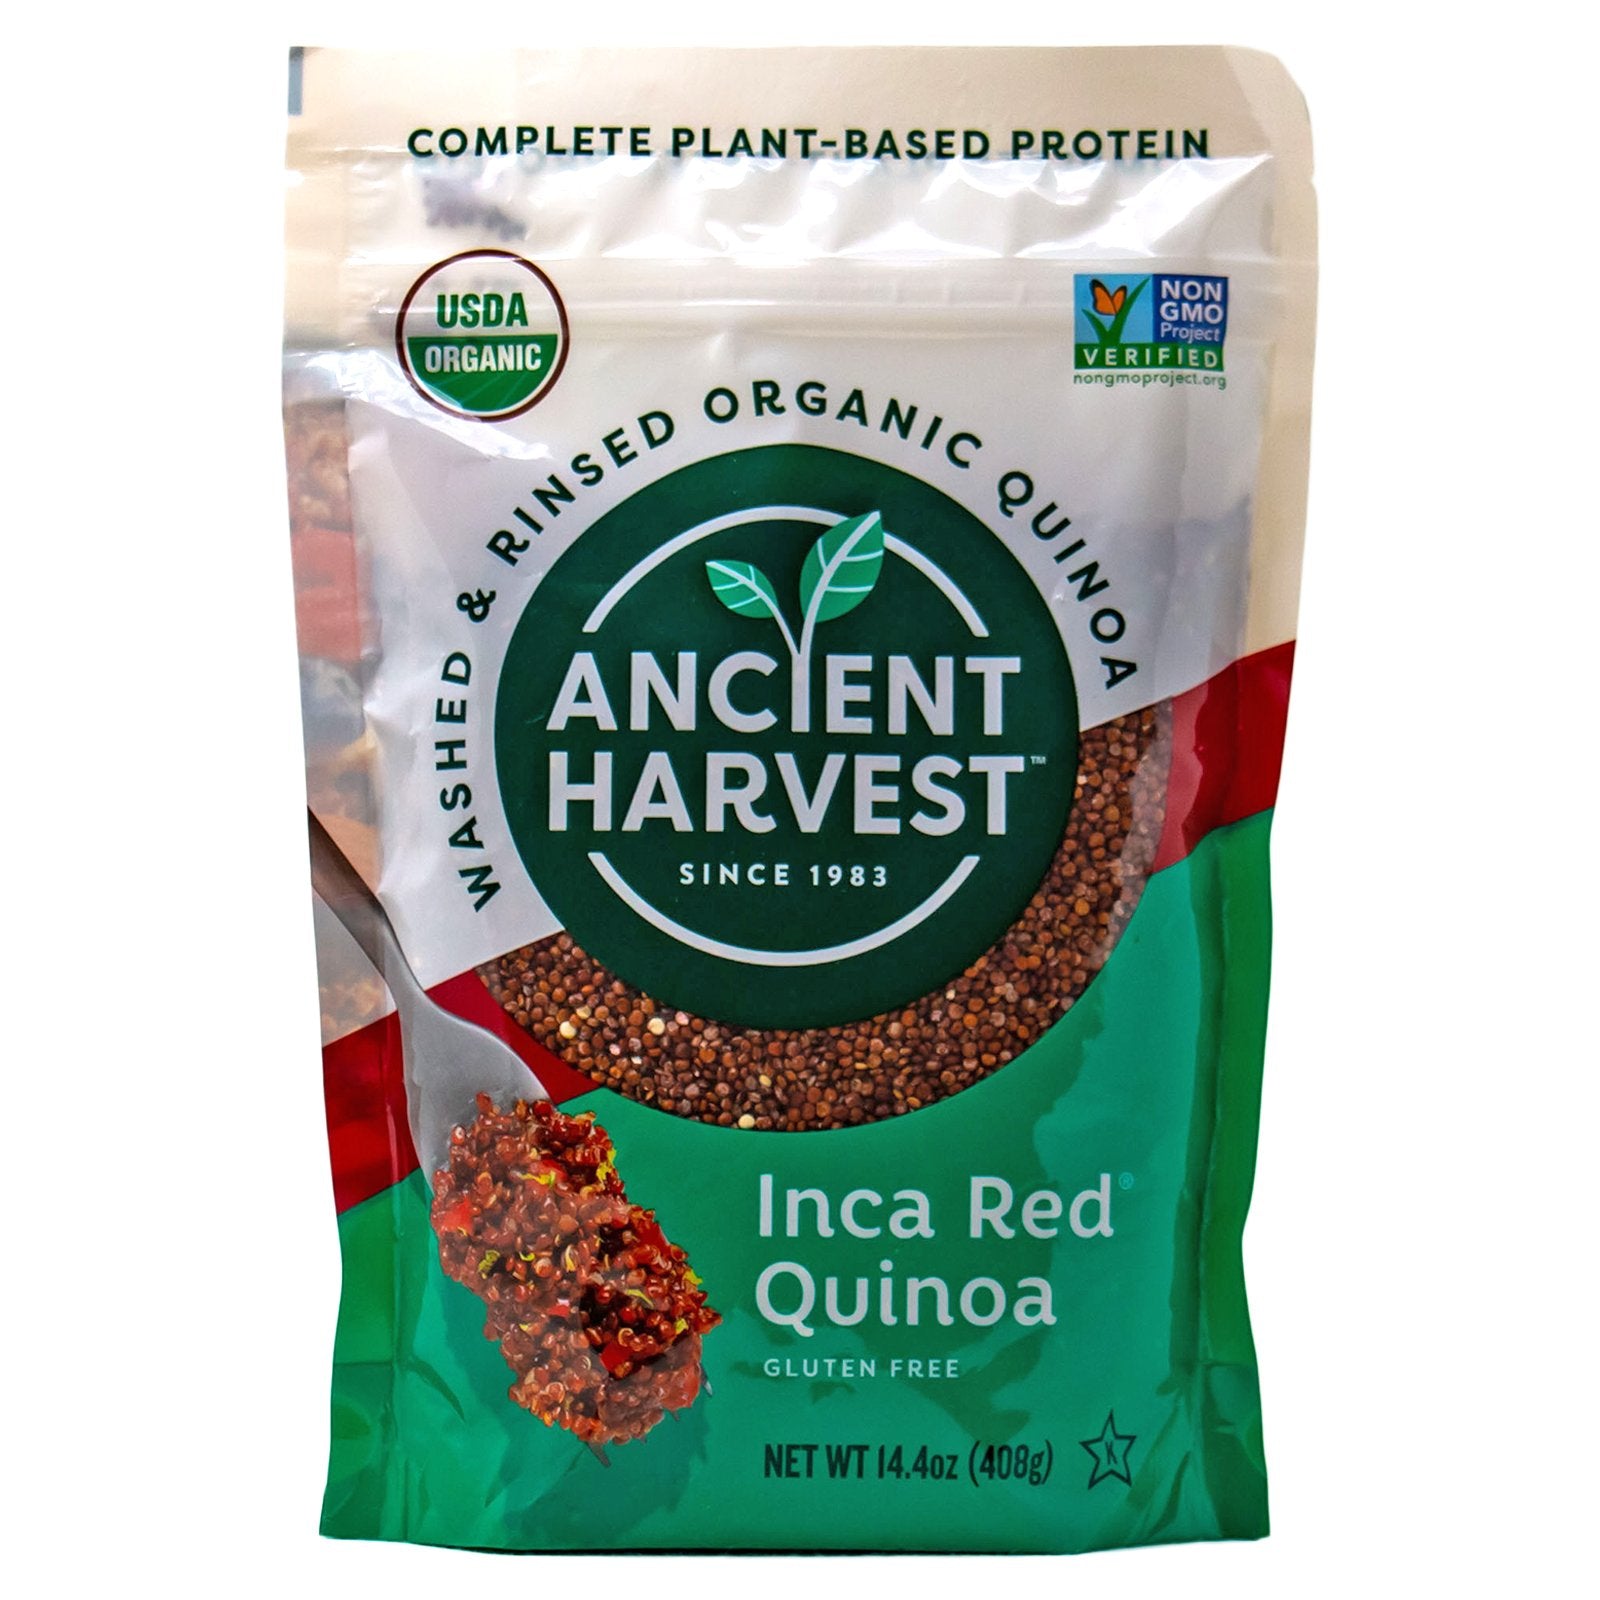 COMPLETE PLANT-BASED PROTEIN
USDA
ORGANIC
NON
GMO
Project
VERIFIED
nongmoproject.org
WASHED & RINSED ORGANIC QUINOA
ANCIENT
HARVEST™
SINCE 1983
Inca Red®
Quinoa
GLUTEN FREE
NET WT 14.4oz (408g)
K